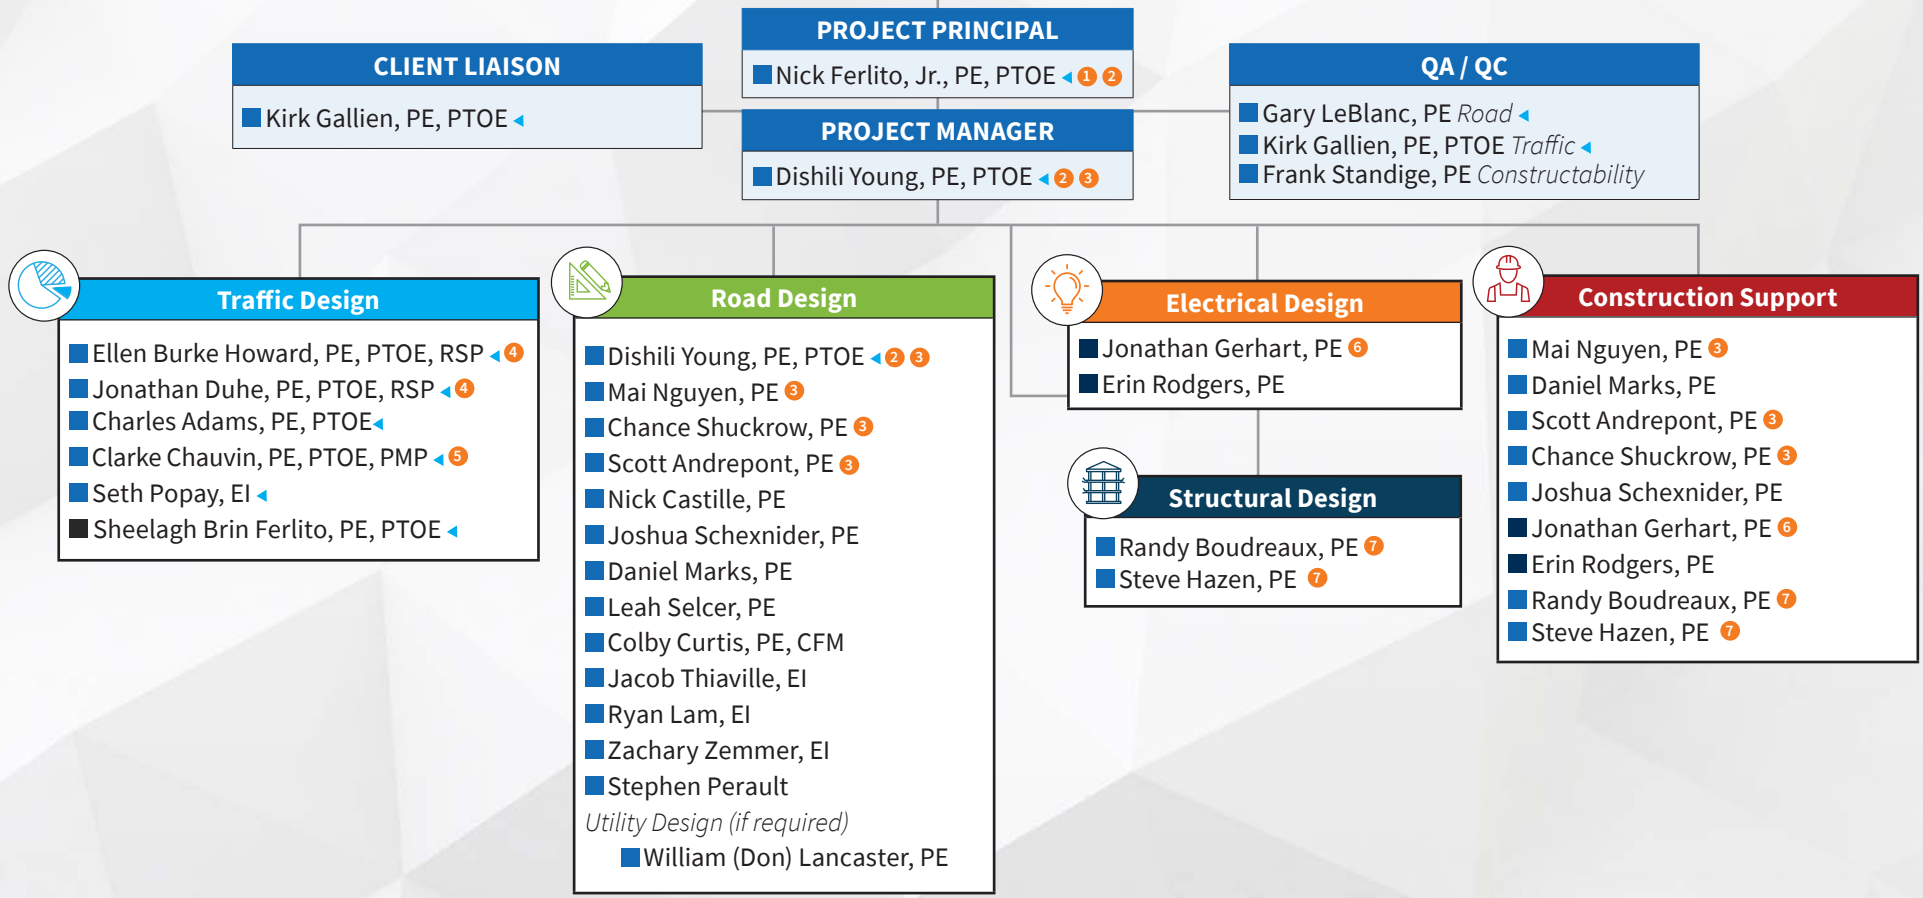 PROJECT PRINCIPAL
Nick Ferlito, Jr., PE, PTOE 1 2
CLIENT LIAISON
Kirk Gallien, PE, PTOE
PROJECT MANAGER
Dishili Young, PE, PTOE 2 3
QA / QC
Gary LeBlanc, PE Road
Kirk Gallien, PE, PTOE Traffic
Frank Standige, PE Constructability
Traffic Design
Ellen Burke Howard, PE, PTOE, RSP 4
Jonathan Duhe, PE, PTOE, RSP 4
Charles Adams, PE, PTOE
Clarke Chauvin, PE, PTOE, PMP 5
Seth Popay, EI
Sheelagh Brin Ferlito, PE, PTOE
Road Design
Dishili Young, PE, PTOE 2 3
Mai Nguyen, PE 3
Chance Shuckrow, PE 3
Scott Andrepont, PE 3
Nick Castille, PE
Joshua Schexnider, PE
Daniel Marks, PE
Leah Selcer, PE
Colby Curtis, PE, CFM
Jacob Thiaville, EI
Ryan Lam, EI
Zachary Zemmer, EI
Stephen Perault
Utility Design (if required)
William (Don) Lancaster, PE
Electrical Design
Jonathan Gerhart, PE 6
Erin Rodgers, PE
Structural Design
Randy Boudreaux, PE 7
Steve Hazen, PE 7
Construction Support
Mai Nguyen, PE 3
Daniel Marks, PE
Scott Andrepont, PE 3
Chance Shuckrow, PE 3
Joshua Schexnider, PE
Jonathan Gerhart, PE 6
Erin Rodgers, PE
Randy Boudreaux, PE 7
Steve Hazen, PE 7